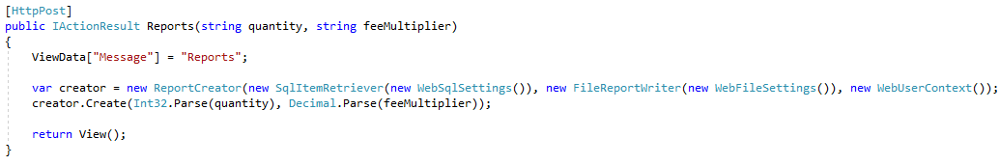 [HttpPost]
public IActionResult Reports(string quantity, string feeMultiplier)
{
    ViewData["Message"] = "Reports";
    var creator = new ReportCreator(new SqlItemRetriever(new WebSqlSettings()), new FileReportWriter(new WebFileSettings()), new WebUserContext());
    creator.Create(Int32.Parse(quantity), Decimal.Parse(feeMultiplier));
    return View();
}